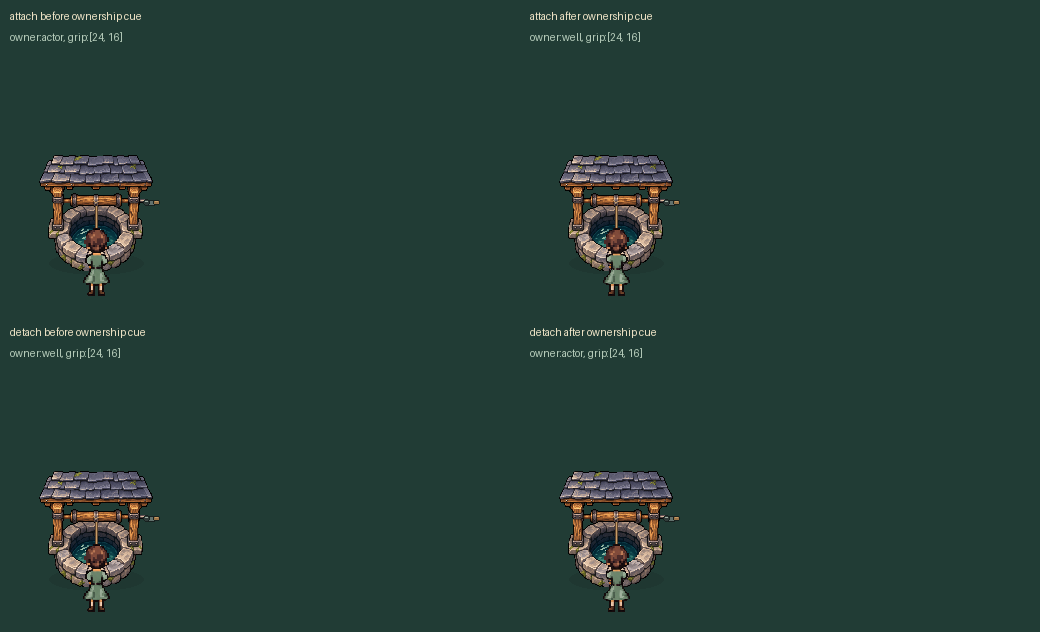 attach before ownership cue
owner:actor, grip:[24, 16]
attach after ownership cue
owner:well, grip:[24, 16]
detach before ownership cue
owner:well, grip:[24, 16]
detach after ownership cue
owner:actor, grip:[24, 16]